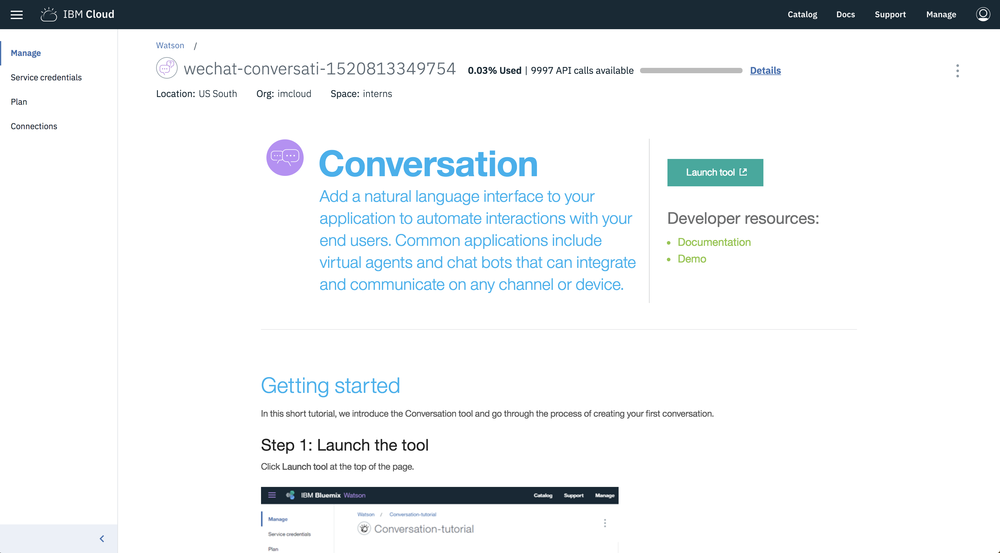 IBM Cloud
Catalog Docs Support Manage
Manage
Service credentials
Plan
Connections
Watson /
wechat-conversati-1520813349754 0.03% Used | 9997 API calls available Details
Location: US South Org: imcloud Space: interns
Conversation
Add a natural language interface to your
application to automate interactions with your
end users. Common applications include
virtual agents and chat bots that can integrate
and communicate on any channel or device.
Launch tool
Developer resources:
• Documentation
• Demo
Getting started
In this short tutorial, we introduce the Conversation tool and go through the process of creating your first conversation.
Step 1: Launch the tool
Click Launch tool at the top of the page.
IBM Bluemix Watson Catalog Support Manage
Manage
Service credentials
Plan
Watson / Conversation-tutorial
Conversation-tutorial